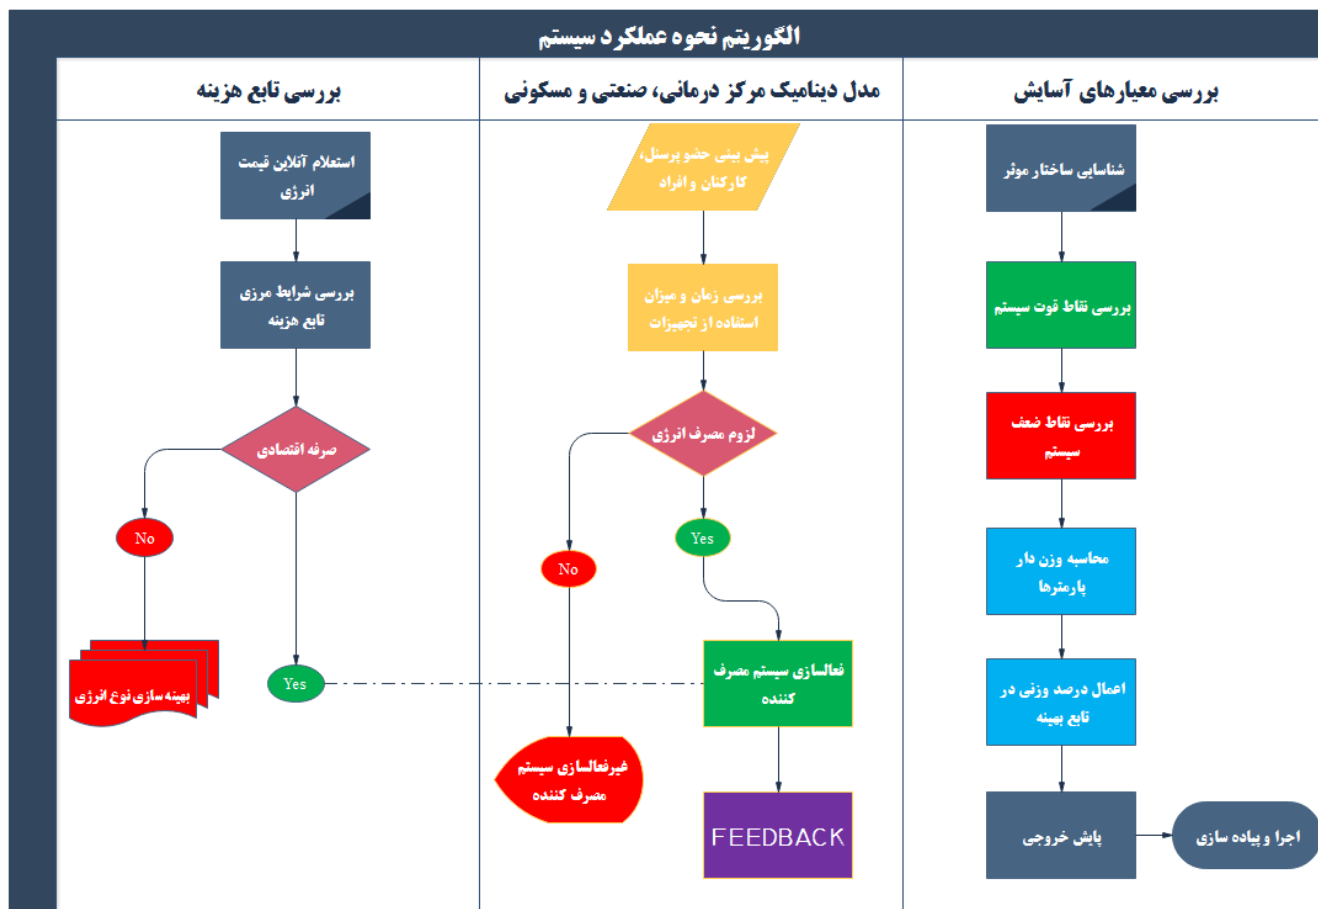 الگوریتم نحوه عملکرد سیستم
بررسی معیارهای آسایش
شناسایی ساختار موثر
بررسی نقاط قوت سیستم
بررسی نقاط ضعف
سیستم
محاسبه وزن دار
پارمترها
اعمال درصد وزنی در
تابع بهینه
پایش خروجی
اجرا و پیاده سازی
مدل دینامیک مرکز درمانی، صنعتی و مسکونی
پیش بینی حضو پرسنل،
کارکنان و افراد
بررسی زمان و میزان
استفاده از تجهیزات
لزوم مصرف انرژی
Yes
No
فعالسازی سیستم مصرف
کننده
غیرفعالسازی سیستم
مصرف کننده
FEEDBACK
بررسی تابع هزینه
استعلام آنلاین قیمت
انرژی
بررسی شرایط مرزی
تابع هزینه
صرفه اقتصادی
No
Yes
بهینه سازی نوع انرژی